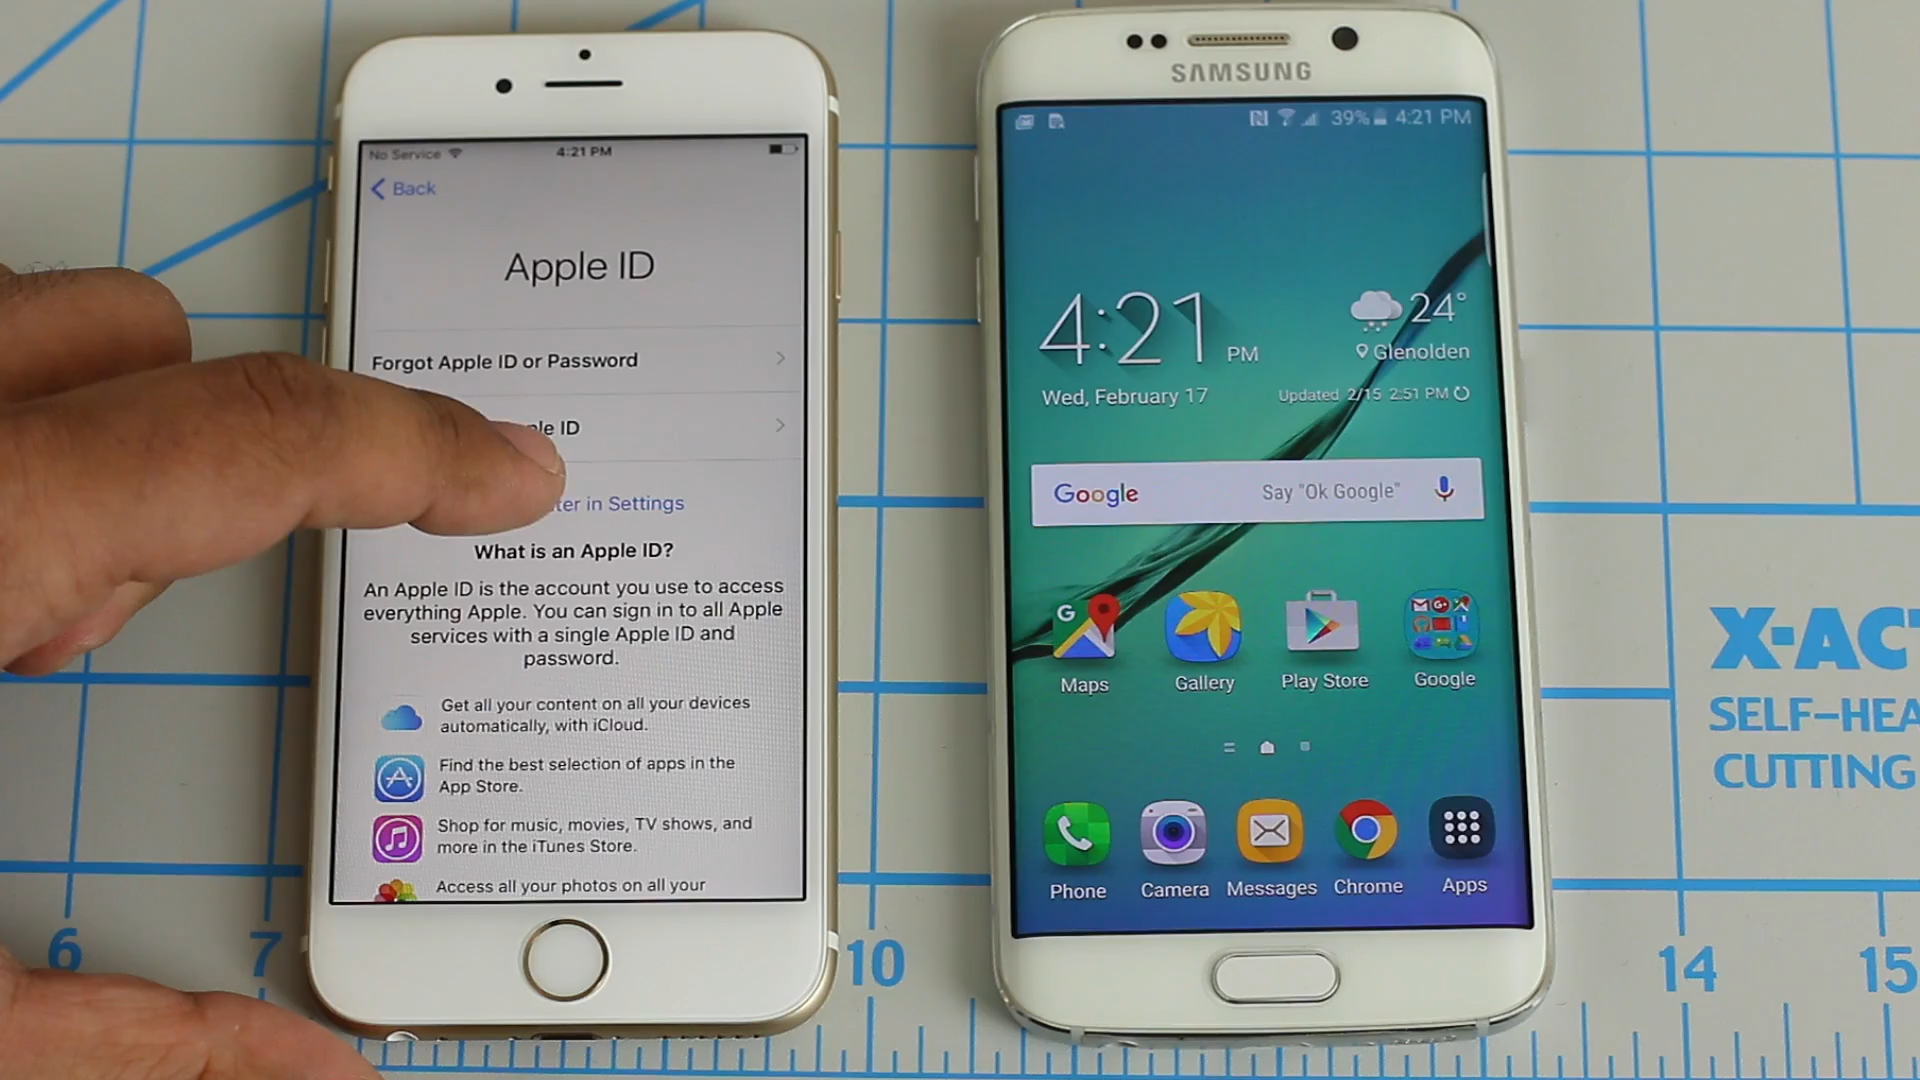 No Service
4:21 PM
Back
Apple ID
Forgot Apple ID or Password
ID
in Settings
What is an Apple ID?
An Apple ID is the account you use to access
everything Apple. You can sign in to all Apple
services with a single Apple ID and
password.
Get all your content on all your devices
automatically, with iCloud.
Find the best selection of apps in the
App Store.
Shop for music, movies, TV shows, and
more in the iTunes Store.
Access all your photos on all your
SAMSUNG
39% 4:21 PM
4:21 PM
24°
Glenolden
Wed, February 17
Updated 2/15 2:51 PM
Google
Say "Ok Google"
Maps
Gallery
Play Store
Google
Phone
Camera
Messages
Chrome
Apps
X-AC
SELF-HEA
CUTTING
6
7
10
14
15